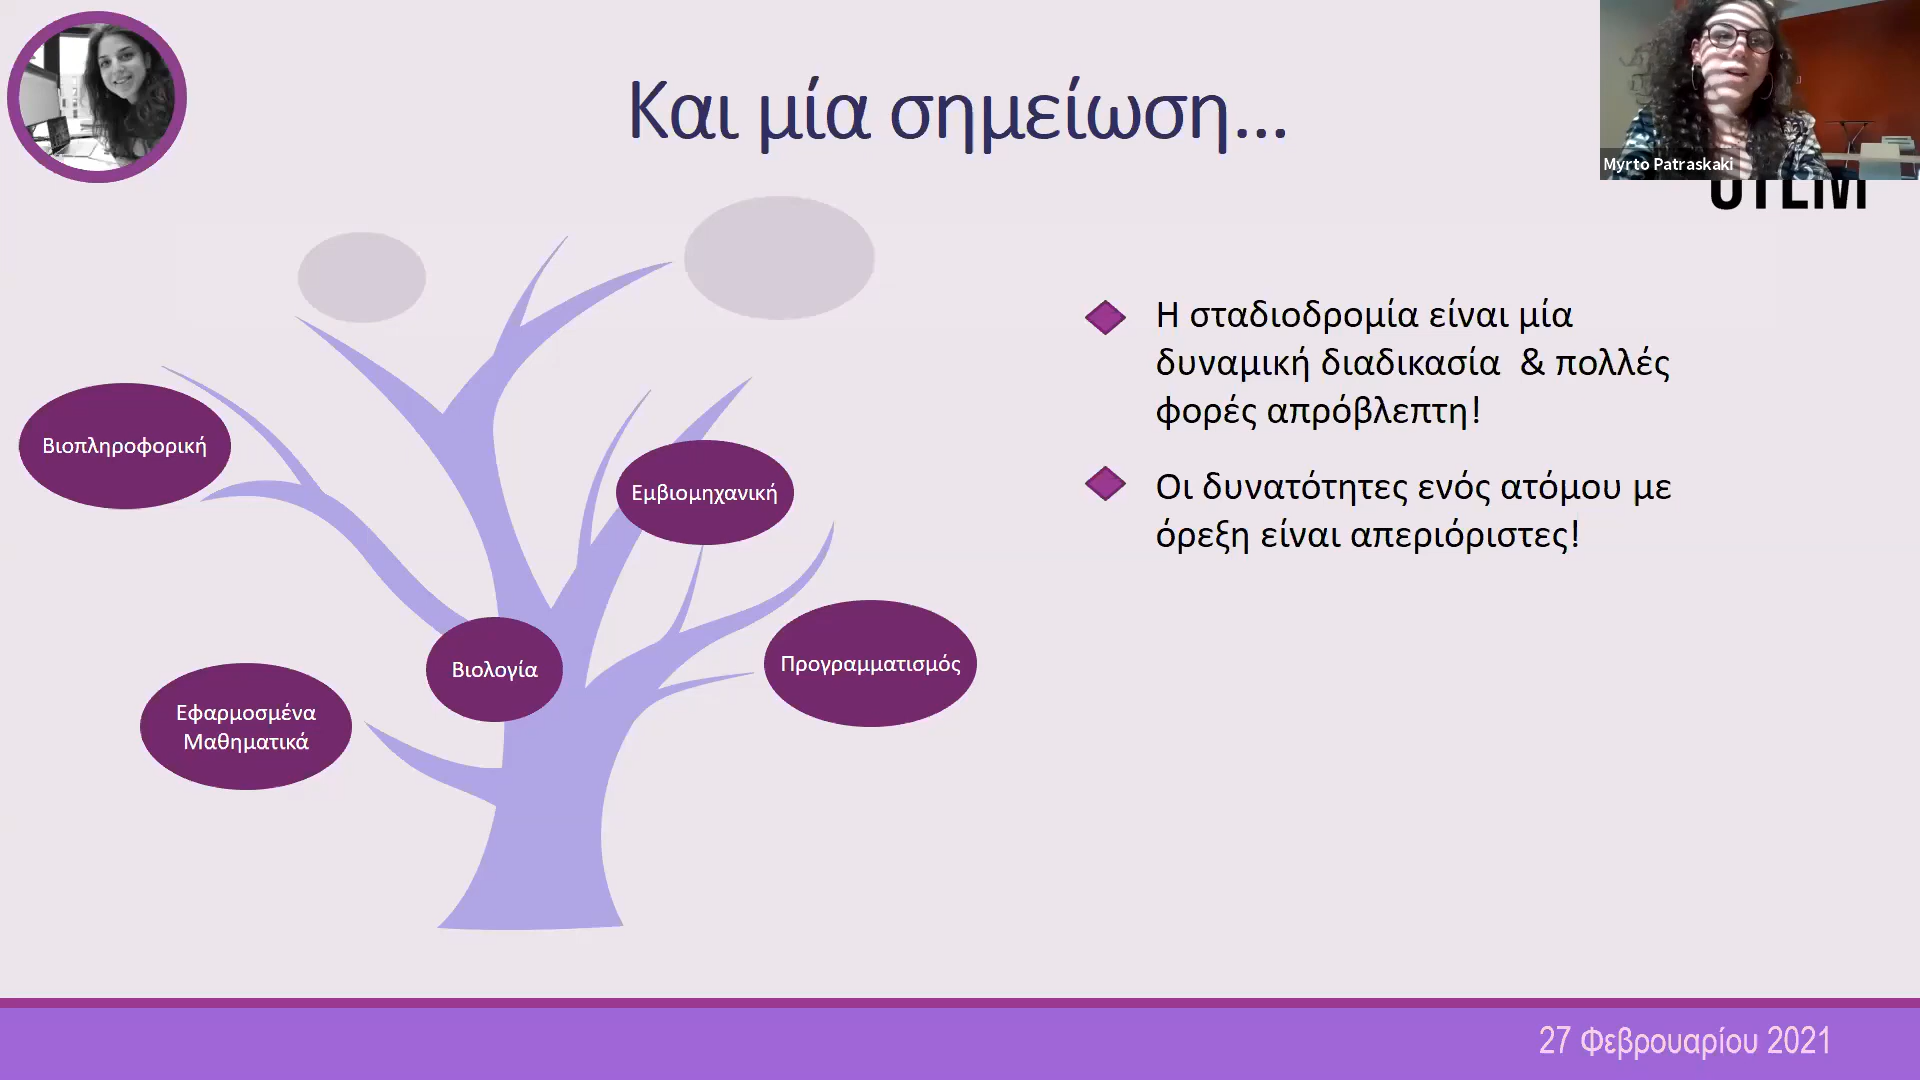 Και μία σημείωση...
Myrto Patraskaki
STEM
Η σταδιοδρομία είναι μία
δυναμική διαδικασία & πολλές
φορές απρόβλεπτη!
Οι δυνατότητες ενός ατόμου με
όρεξη είναι απεριόριστες!
Βιοπληροφορική
Εμβιομηχανική
Βιολογία
Προγραμματισμός
Εφαρμοσμένα
Μαθηματικά
27 Φεβρουαρίου 2021